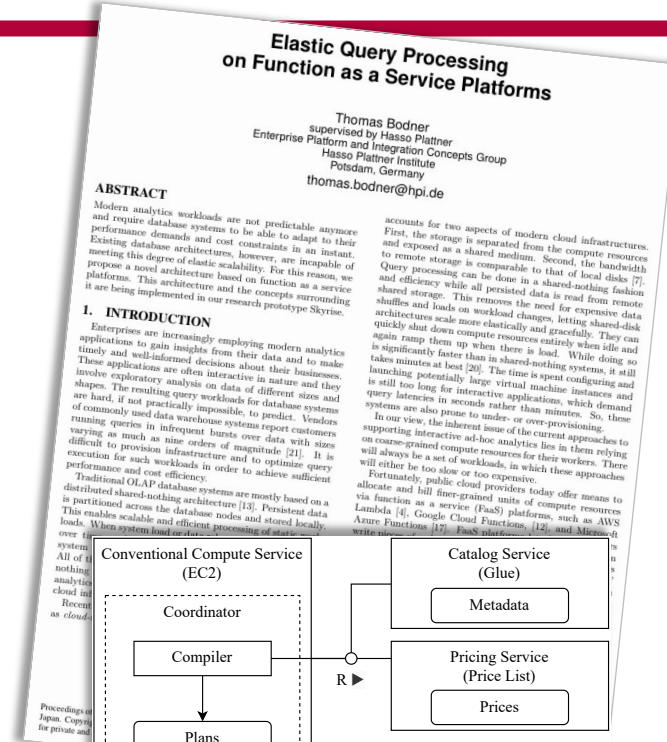 Elastic Query Processing
on Function as a Service Platforms
Thomas Bodner
supervised by Hasso Plattner
Enterprise Platform and Integration Concepts Group
Hasso Plattner Institute
Potsdam, Germany
thomas.bodner@hpi.de
ABSTRACT
Modern analytics workloads are not predictable anymore
and require database systems to be able to adapt to their
performance demands and cost constraints in an instant.
Existing database architectures, however, are incapable of
meeting this degree of elastic scalability. For this reason, we
propose a novel architecture based on function as a service
platforms. This architecture and the concepts surrounding
it are being implemented in our research prototype Skyrise.
1. INTRODUCTION
Enterprises are increasingly employing modern analytics
applications to gain insights from their data and to make
timely and well-informed decisions about their businesses.
These applications are often interactive in nature and they
involve exploratory analysis on data of different sizes and
shapes. The resulting query workloads for database systems
are hard, if not practically impossible, to predict. Vendors
of commonly used data warehouse systems report customers
running queries in infrequent bursts over data with sizes
varying as much as nine orders of magnitude [21]. It is
difficult to provision infrastructure and to optimize query
execution for such workloads in order to achieve sufficient
performance and cost efficiency.
Traditional OLAP database systems are mostly based on a
distributed shared-nothing architecture [13]. Persistent data
is partitioned across the database nodes and stored locally.
This enables scalable and efficient processing of static
loads. When system load or data
over
system
All of
nothing
analytics
cloud
Recent
as cloud-
Proceedings of
Japan.
for private and
accounts for two aspects of modern cloud infrastructures.
First, the storage is separated from the compute resources
and exposed as a shared medium. Second, the bandwidth
to remote storage is comparable to that of local disks [7].
Query processing can be done in a shared-nothing fashion
and efficiency while all persisted data is read from remote
shared storage. This removes the need for expensive data
shuffles and loads on workload changes, letting shared-disk
architectures scale more elastically and gracefully. They can
quickly shut down compute resources entirely when idle and
again ramp them up when there is load. While doing so
is significantly faster than in shared-nothing systems, it still
takes minutes at best [20]. The time is spent configuring and
launching potentially large virtual machine instances and
is still too long for interactive applications, which demand
query latencies in seconds rather than minutes. So, these
systems are also prone to under- or over-provisioning.
In our view, the inherent issue of the current approaches to
supporting interactive ad-hoc analytics lies in them relying
on coarse-grained compute resources for their workers. There
will always be a set of workloads, in which these approaches
will either be too slow or too expensive.
Fortunately, public cloud providers today offer means to
allocate and bill finer-grained units of compute resources
via function as a service (FaaS) platforms, such as AWS
Lambda [4], Google Cloud Functions, [12], and Microsoft
Azure Functions [17]. FaaS platforms
Conventional Compute Service
(EC2)
Coordinator
Compiler
Plans
R ▶
Catalog Service
(Glue)
Metadata
Pricing Service
(Price List)
Prices